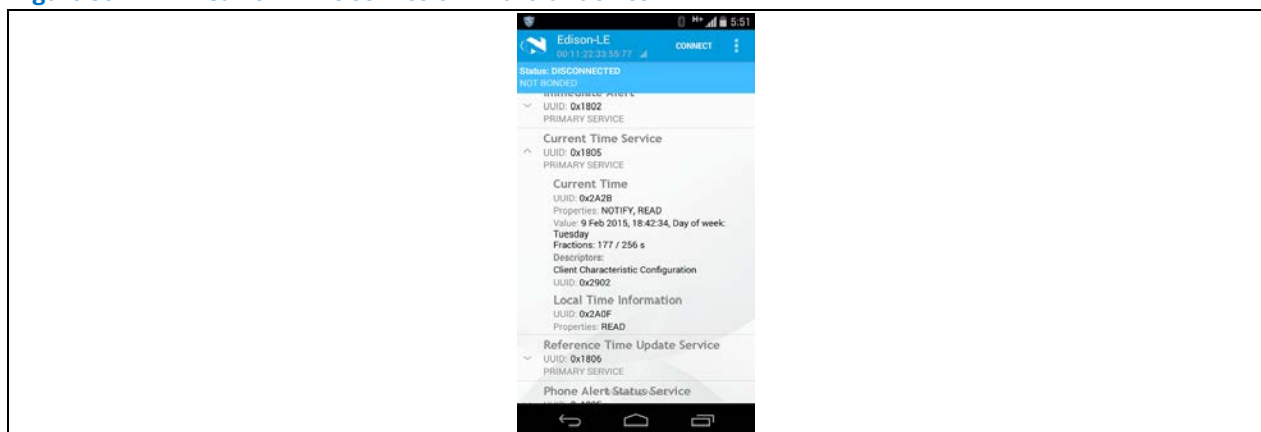 H+ 5:51
Edison-LE
00:11:22:33:55:77
CONNECT
Status: DISCONNECTED
NOT BONDED
Immediate Alert
UUID: 0x1802
PRIMARY SERVICE
Current Time Service
UUID: 0x1805
PRIMARY SERVICE
Current Time
UUID: 0x2A2B
Properties: NOTIFY, READ
Value: 9 Feb 2015, 18:42:34, Day of week:
Tuesday
Fractions: 177 / 256 s
Descriptors:
Client Characteristic Configuration
UUID: 0x2902
Local Time Information
UUID: 0x2A0F
Properties: READ
Reference Time Update Service
UUID: 0x1806
PRIMARY SERVICE
Phone Alert Status Service